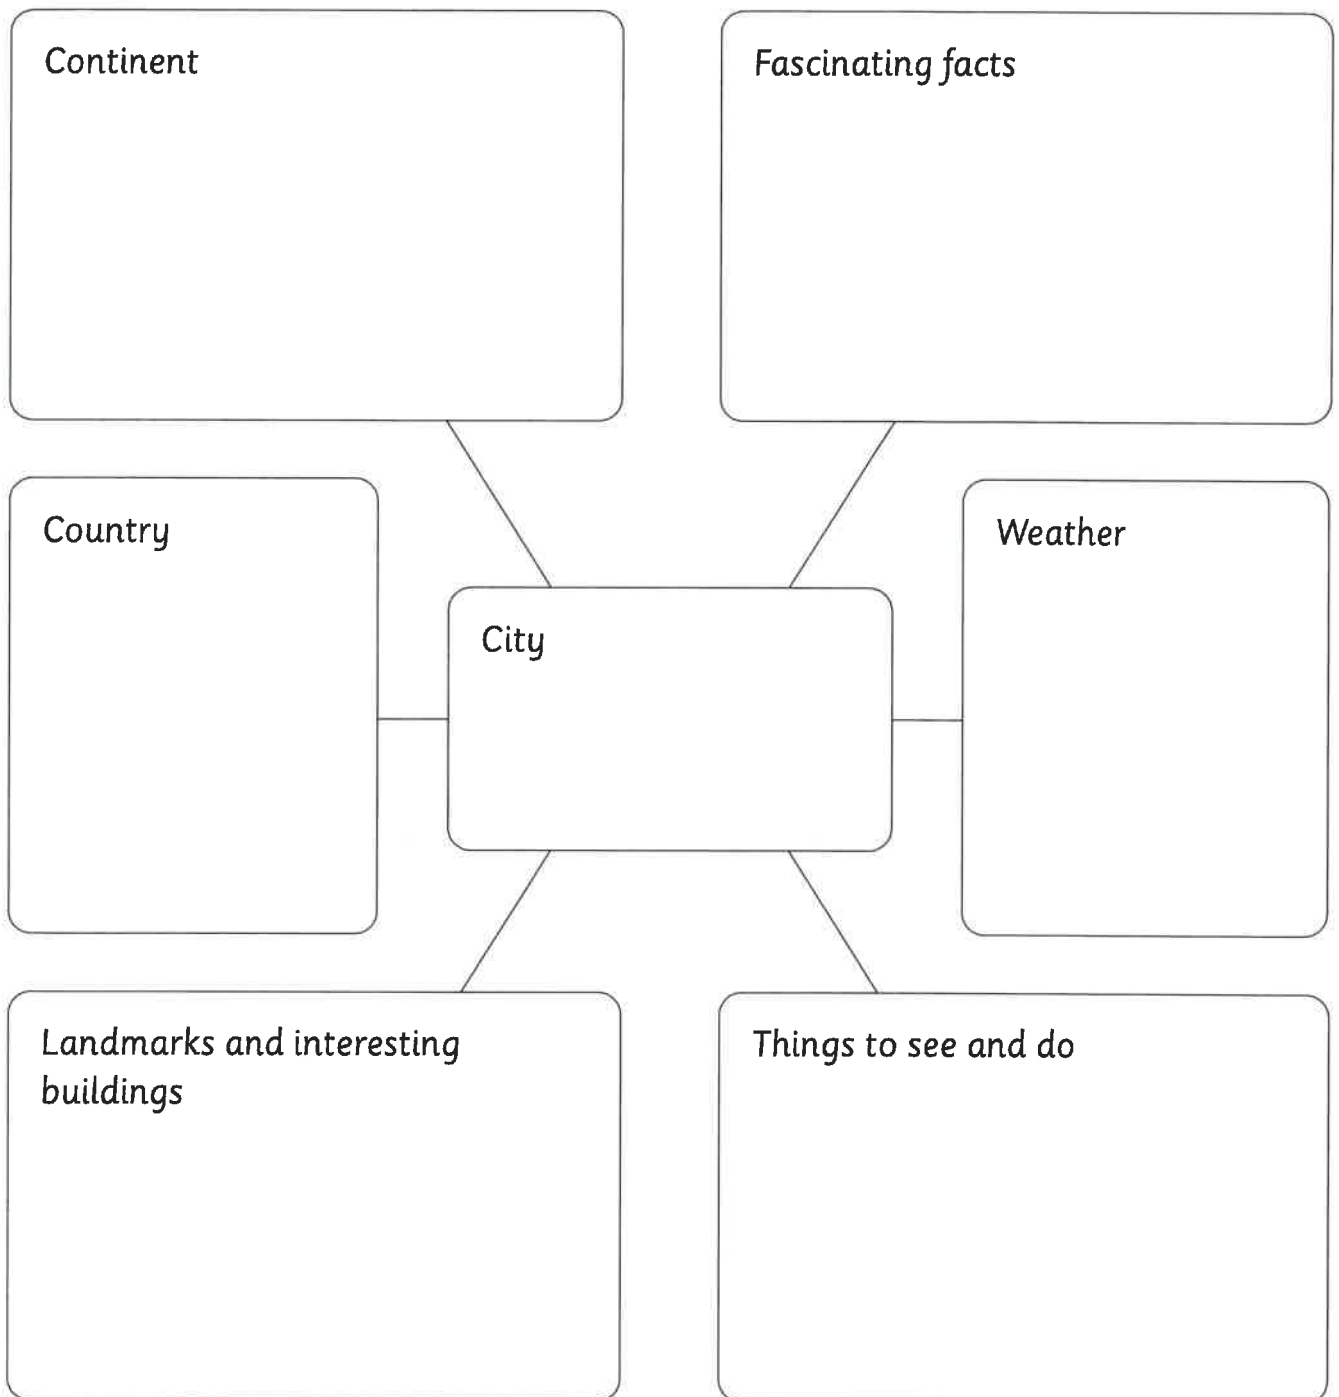 Continent
Fascinating facts
Country
Weather
City
Landmarks and interesting
buildings
Things to see and do